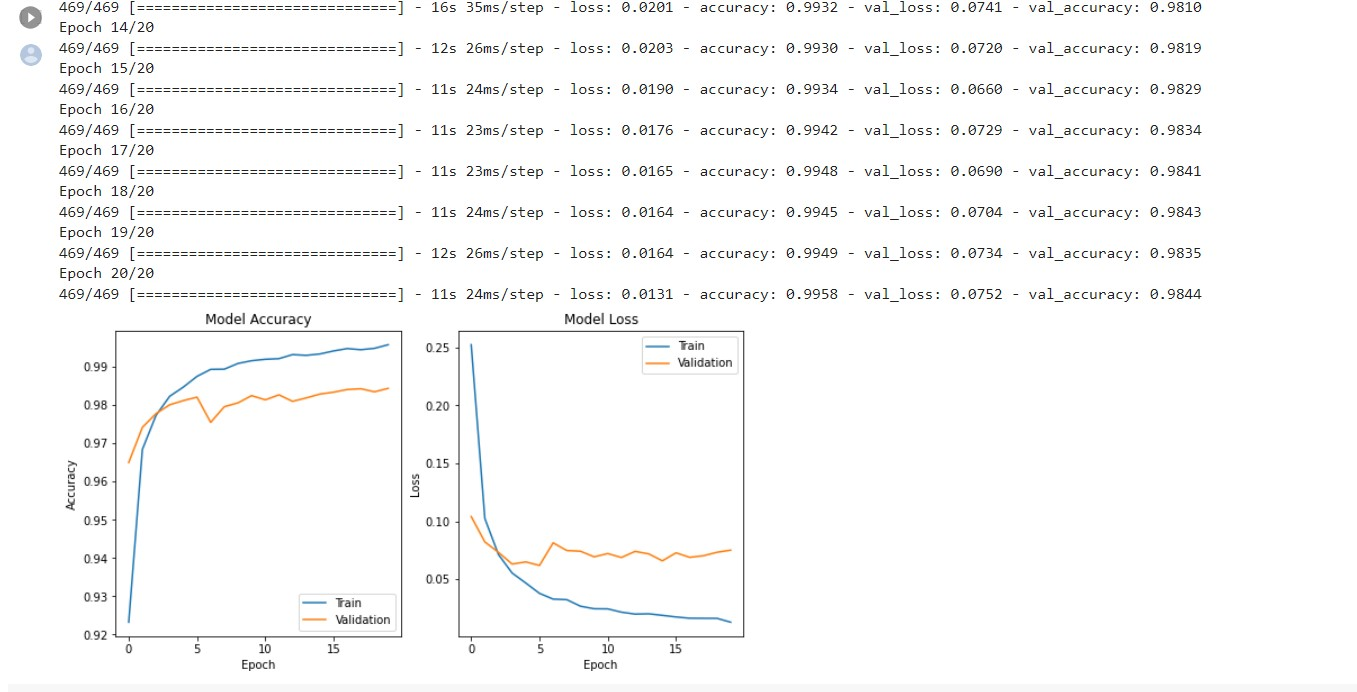 469/469 [==============================] - 16s 35ms/step - loss: 0.0201 - accuracy: 0.9932 - val_loss: 0.0741 - val_accuracy: 0.9810
Epoch 14/20
469/469 [==============================] - 12s 26ms/step - loss: 0.0203 - accuracy: 0.9930 - val_loss: 0.0720 - val_accuracy: 0.9819
Epoch 15/20
469/469 [==============================] - 11s 24ms/step - loss: 0.0190 - accuracy: 0.9934 - val_loss: 0.0660 - val_accuracy: 0.9829
Epoch 16/20
469/469 [==============================] - 11s 23ms/step - loss: 0.0176 - accuracy: 0.9942 - val_loss: 0.0729 - val_accuracy: 0.9834
Epoch 17/20
469/469 [==============================] - 11s 23ms/step - loss: 0.0165 - accuracy: 0.9948 - val_loss: 0.0690 - val_accuracy: 0.9841
Epoch 18/20
469/469 [==============================] - 11s 24ms/step - loss: 0.0164 - accuracy: 0.9945 - val_loss: 0.0704 - val_accuracy: 0.9843
Epoch 19/20
469/469 [==============================] - 12s 26ms/step - loss: 0.0164 - accuracy: 0.9949 - val_loss: 0.0734 - val_accuracy: 0.9835
Epoch 20/20
469/469 [==============================] - 11s 24ms/step - loss: 0.0131 - accuracy: 0.9958 - val_loss: 0.0752 - val_accuracy: 0.9844
Model Accuracy
Accuracy
0.99
0.98
0.97
0.96
0.95
0.94
0.93
0.92
Train
Validation
0 5 10 15
Epoch
Model Loss
Loss
0.25
0.20
0.15
0.10
0.05
Train
Validation
0 5 10 15
Epoch